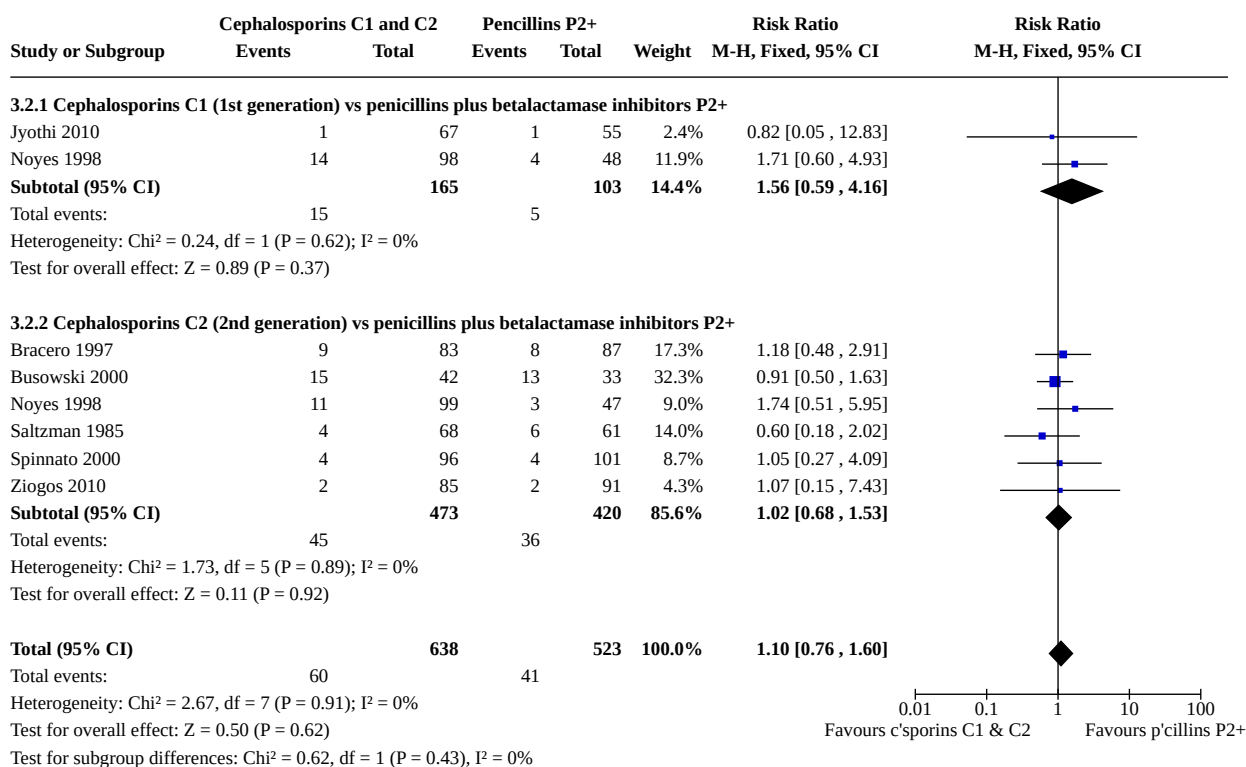 Cephalosporins C1 and C2 Pencillins P2+ Risk Ratio Risk Ratio
Study or Subgroup Events Total Events Total Weight M-H, Fixed, 95% CI M-H, Fixed, 95% CI
3.2.1 Cephalosporins C1 (1st generation) vs penicillins plus betalactamase inhibitors P2+
Jyothi 2010 1 67 1 55 2.4% 0.82 [0.05 , 12.83]
Noyes 1998 14 98 4 48 11.9% 1.71 [0.60 , 4.93]
Subtotal (95% CI) 165 103 14.4% 1.56 [0.59 , 4.16]
Total events: 15 5
Heterogeneity: Chi² = 0.24, df = 1 (P = 0.62); I² = 0%
Test for overall effect: Z = 0.89 (P = 0.37)
3.2.2 Cephalosporins C2 (2nd generation) vs penicillins plus betalactamase inhibitors P2+
Bracero 1997 9 83 8 87 17.3% 1.18 [0.48 , 2.91]
Busowski 2000 15 42 13 33 32.3% 0.91 [0.50 , 1.63]
Noyes 1998 11 99 3 47 9.0% 1.74 [0.51 , 5.95]
Saltzman 1985 4 68 6 61 14.0% 0.60 [0.18 , 2.02]
Spinnato 2000 4 96 4 101 8.7% 1.05 [0.27 , 4.09]
Ziogos 2010 2 85 2 91 4.3% 1.07 [0.15 , 7.43]
Subtotal (95% CI) 473 420 85.6% 1.02 [0.68 , 1.53]
Total events: 45 36
Heterogeneity: Chi² = 1.73, df = 5 (P = 0.89); I² = 0%
Test for overall effect: Z = 0.11 (P = 0.92)
Total (95% CI) 638 523 100.0% 1.10 [0.76 , 1.60]
Total events: 60 41
Heterogeneity: Chi² = 2.67, df = 7 (P = 0.91); I² = 0%
0.01 0.1 1 10 100
Test for overall effect: Z = 0.50 (P = 0.62)
Favours c'sporins C1 & C2 Favours p'cillins P2+
Test for subgroup differences: Chi² = 0.62, df = 1 (P = 0.43), I² = 0%